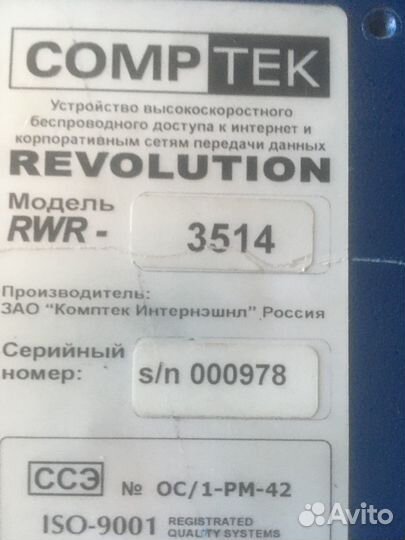 COMPTEK
Устройство высокоскоростного
беспроводного доступа к интернет и
корпоративным сетям передачи данных
REVOLUTION
Модель
RWR - 3514
Производитель:
ЗАО "Комптек Интернэшнл" Россия
Серийный
номер: s/n 000978
ССЭ № ОС/1-РМ-42
ISO-9001 REGISTRATED
QUALITY SYSTEMS
Avito